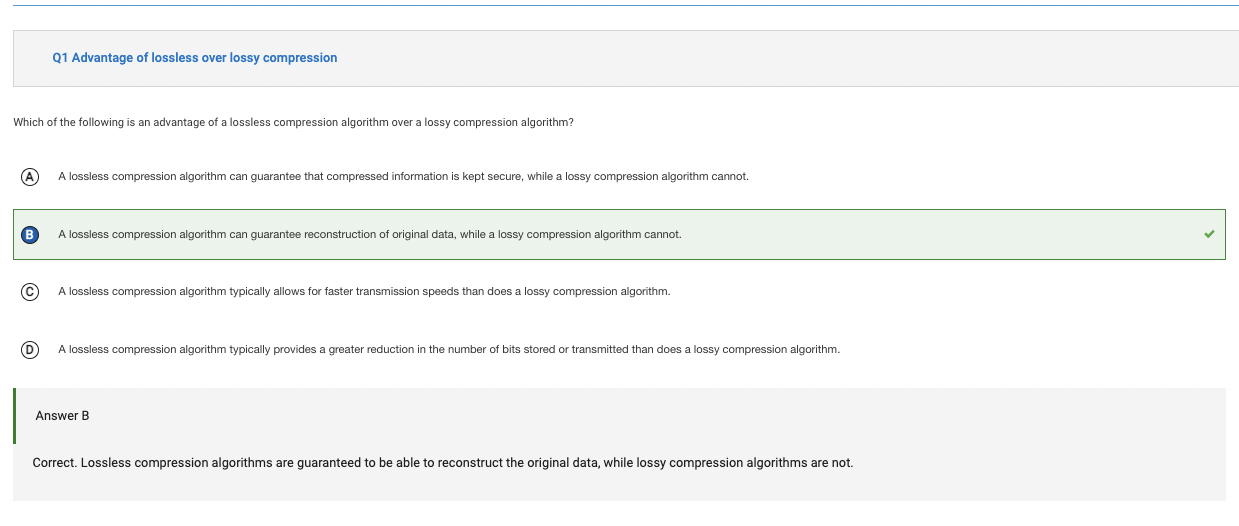 Q1 Advantage of lossless over lossy compression
Which of the following is an advantage of a lossless compression algorithm over a lossy compression algorithm?
A A lossless compression algorithm can guarantee that compressed information is kept secure, while a lossy compression algorithm cannot.
B A lossless compression algorithm can guarantee reconstruction of original data, while a lossy compression algorithm cannot.
C A lossless compression algorithm typically allows for faster transmission speeds than does a lossy compression algorithm.
D A lossless compression algorithm typically provides a greater reduction in the number of bits stored or transmitted than does a lossy compression algorithm.
Answer B
Correct. Lossless compression algorithms are guaranteed to be able to reconstruct the original data, while lossy compression algorithms are not.